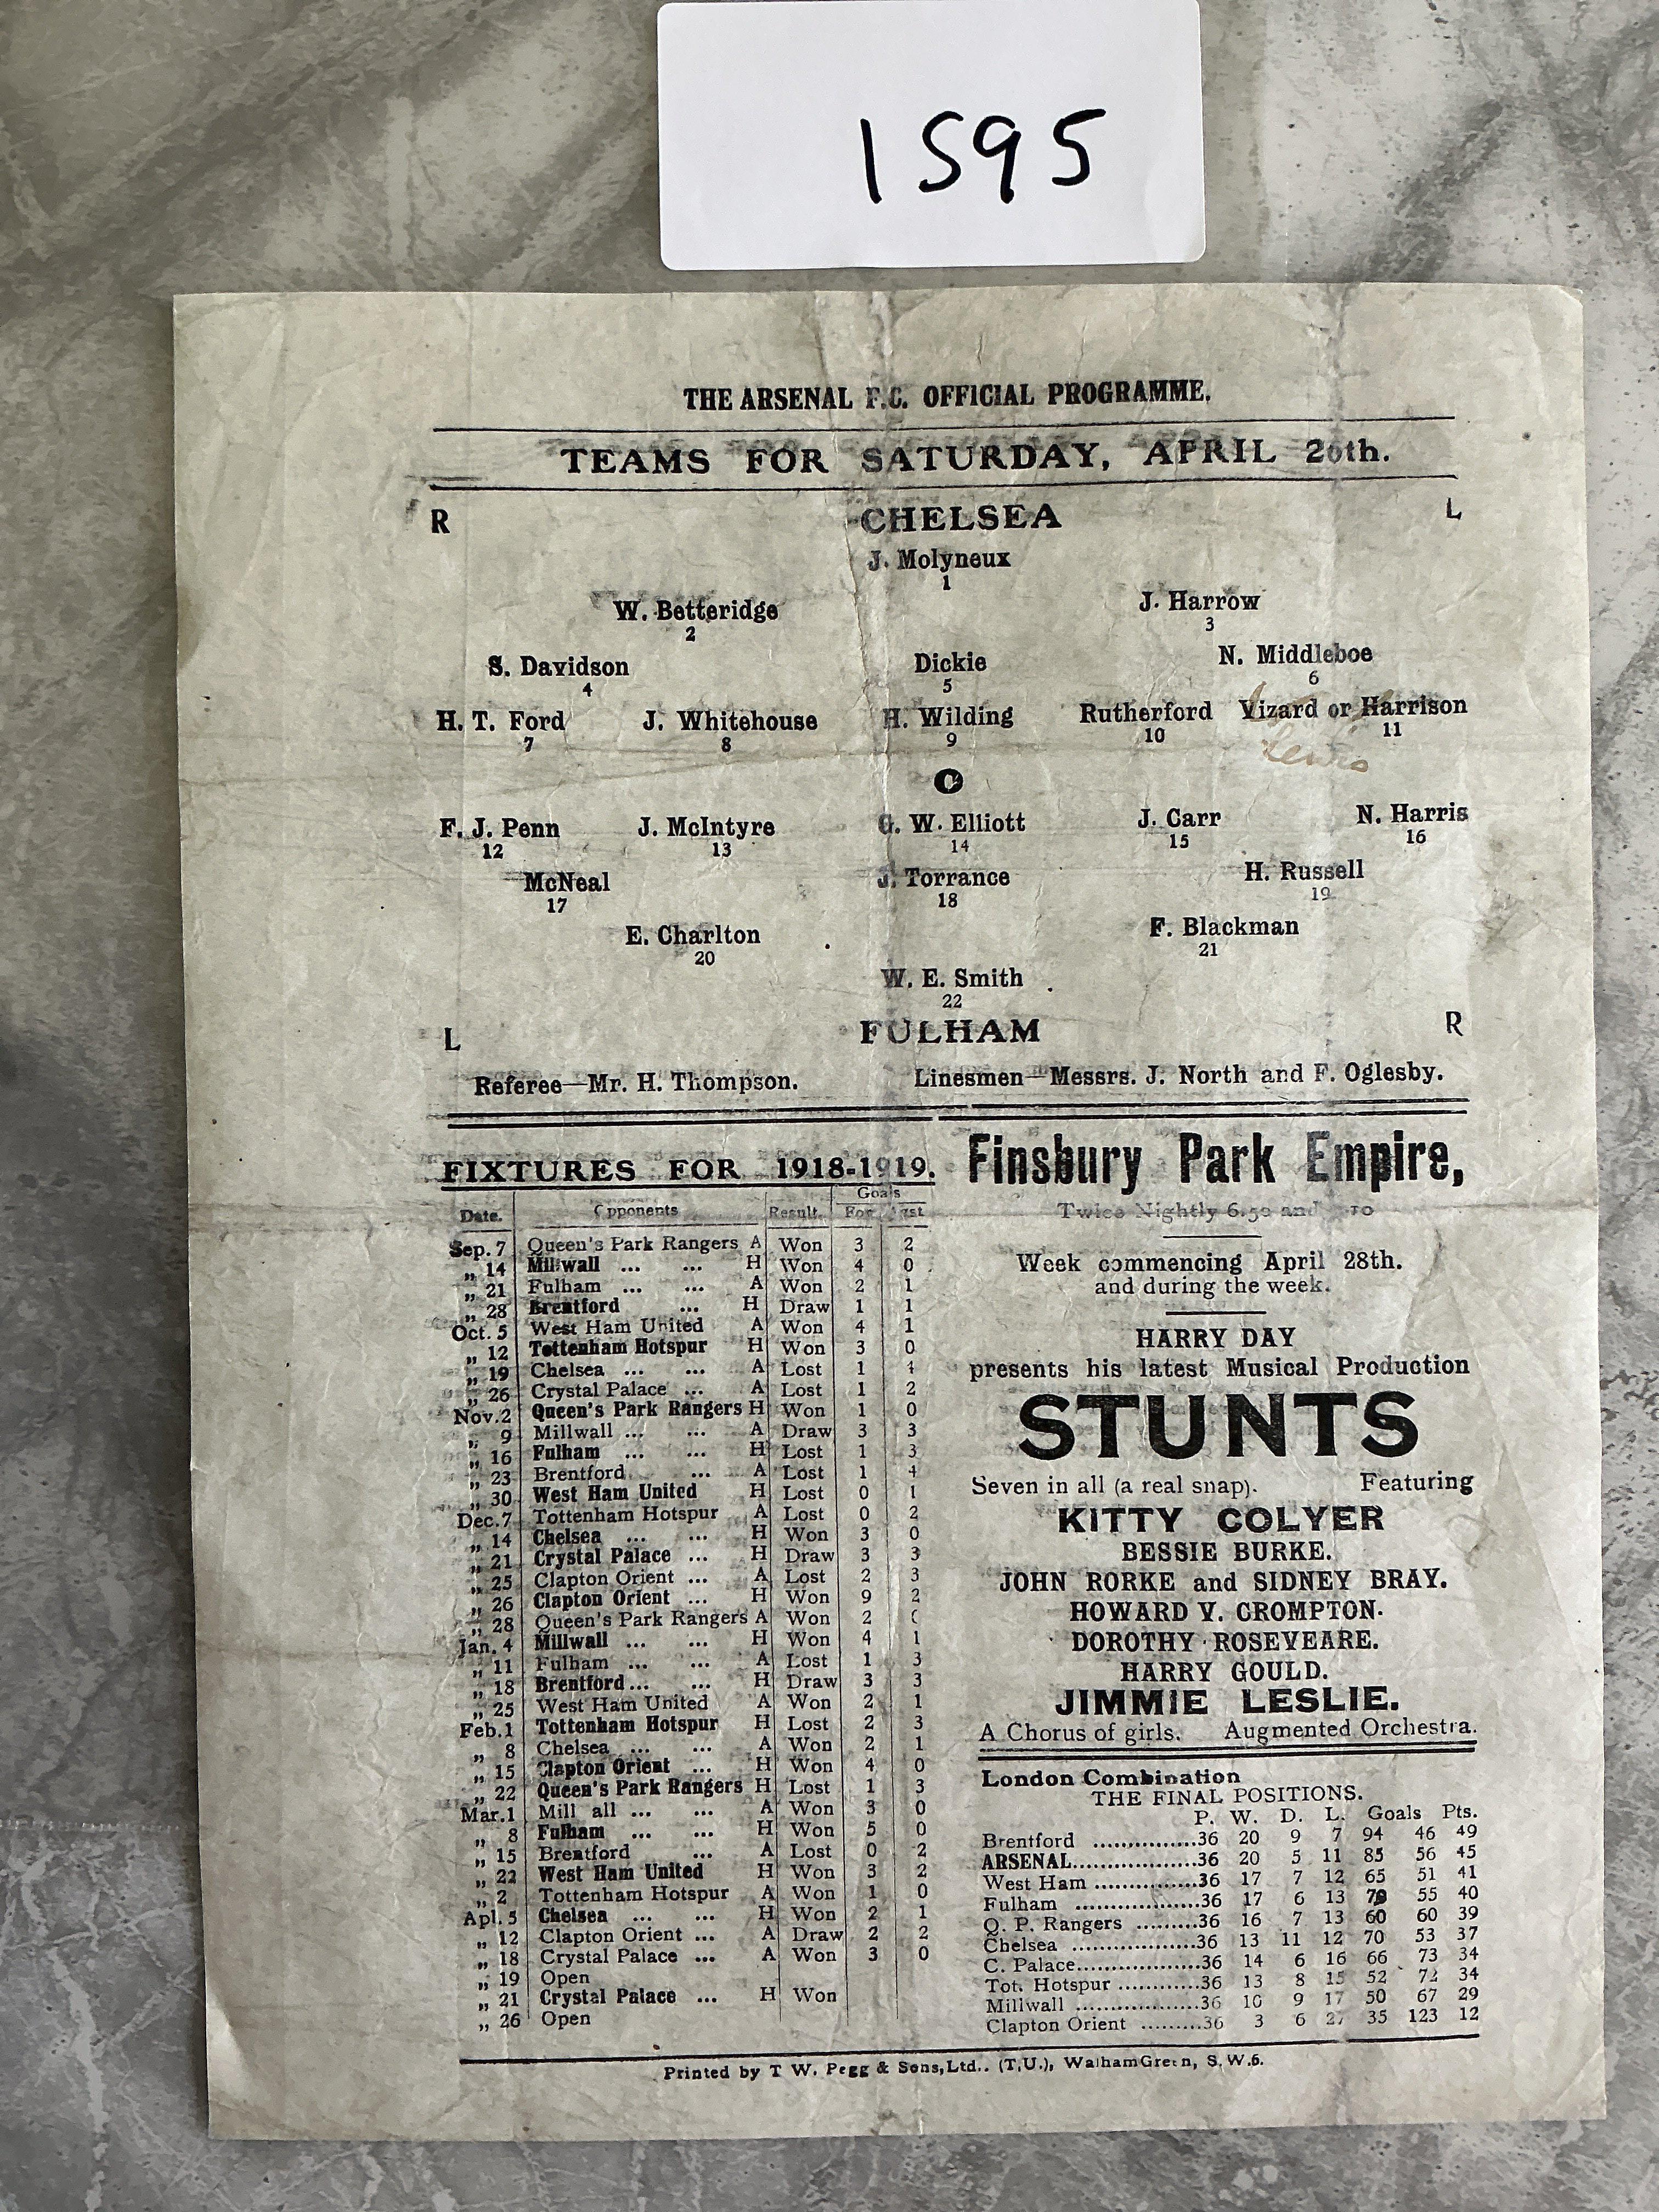 1595
THE ARSENAL F.C. OFFICIAL PROGRAMME.
TEAMS FOR SATURDAY, APRIL 26th.
R CHELSEA L
J. Molyneux
1
W. Betteridge J. Harrow
2 3
S. Davidson Dickie N. Middleboe
4 5 6
H. T. Ford J. Whitehouse H. Wilding Rutherford Vizard or Harrison
7 8 9 10 11
Lewis
C
F. J. Penn J. McIntyre G. W. Elliott J. Carr N. Harris
12 13 14 15 16
McNeal J. Torrance H. Russell
17 18 19
E. Charlton F. Blackman
20 21
W. E. Smith
22
L FULHAM R
Referee—Mr. H. Thompson. Linesmen—Messrs. J. North and F. Oglesby.
FIXTURES FOR 1918-1919.
Goals
Date. Opponents Result. For Agst
Sep. 7 Queen's Park Rangers A Won 3 2
„ 14 Millwall ... ... H Won 4 0
„ 21 Fulham ... ... A Won 2 1
„ 28 Brentford ... H Draw 1 1
Oct. 5 West Ham United A Won 4 1
„ 12 Tottenham Hotspur H Won 3 0
„ 19 Chelsea ... ... A Lost 1 4
„ 26 Crystal Palace ... A Lost 1 2
Nov. 2 Queen's Park Rangers H Won 1 0
„ 9 Millwall ... ... A Draw 3 3
„ 16 Fulham ... ... H Lost 1 3
„ 23 Brentford ... A Lost 1 4
„ 30 West Ham United H Lost 0 1
Dec. 7 Tottenham Hotspur A Lost 0 2
„ 14 Chelsea ... ... H Won 3 0
„ 21 Crystal Palace ... H Draw 3 3
„ 25 Clapton Orient ... A Lost 2 3
„ 26 Clapton Orient ... H Won 9 2
„ 28 Queen's Park Rangers A Won 2
Jan. 4 Millwall ... ... H Won 4 1
„ 11 Fulham ... ... A Lost 1 3
„ 18 Brentford ... ... H Draw 3 3
„ 25 West Ham United A Won 2 1
Feb. 1 Tottenham Hotspur H Lost 2 3
„ 8 Chelsea ... ... A Won 2 1
„ 15 Clapton Orient ... H Won 4 0
„ 22 Queen's Park Rangers H Lost 1 3
Mar. 1 Mill all ... ... A Won 3 0
„ 8 Fulham ... ... H Won 5 0
„ 15 Brentford ... A Lost 0 2
„ 22 West Ham United H Won 3 2
„ 2 Tottenham Hotspur A Won 1 0
Apl. 5 Chelsea ... ... H Won 2 1
„ 12 Clapton Orient ... A Draw 2 2
„ 18 Crystal Palace ... A Won 3 0
„ 19 Open
„ 21 Crystal Palace ... H Won
„ 26 Open
Finsbury Park Empire,
Twice Nightly 6.30 and
Week commencing April 28th.
and during the week.
HARRY DAY
presents his latest Musical Production
STUNTS
Seven in all (a real snap). Featuring
KITTY COLYER
BESSIE BURKE.
JOHN RORKE and SIDNEY BRAY.
HOWARD V. CROMPTON.
DOROTHY ROSEVEARE.
HARRY GOULD.
JIMMIE LESLIE.
A Chorus of girls. Augmented Orchestra.
London Combination
THE FINAL POSITIONS.
P. W. D. L. Goals Pts.
Brentford ................36 20 9 7 94 46 49
ARSENAL..................36 20 5 11 85 56 45
West Ham ...............36 17 7 12 65 51 41
Fulham ..................36 17 6 13 70 55 40
Q. P. Rangers .........36 16 7 13 60 60 39
Chelsea ..................36 13 11 12 70 53 37
C. Palace..................36 14 6 16 66 73 34
Tot. Hotspur ............36 13 8 15 52 72 34
Millwall ..................36 10 9 17 50 67 29
Clapton Orient .........36 3 6 27 35 123 12
Printed by T. W. Pegg & Sons, Ltd.. (T.U.), Walham Green, S.W.6.